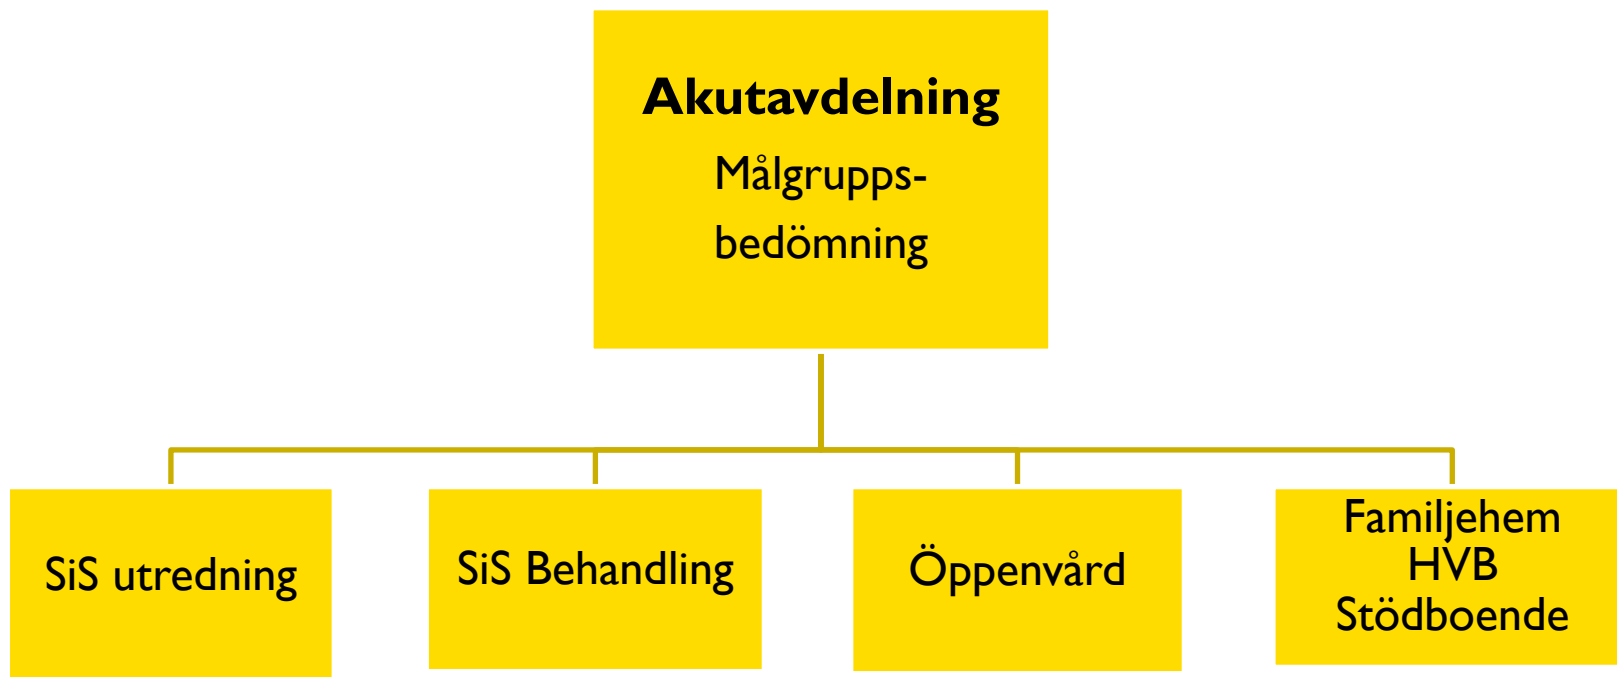 Akutavdelning
Målgrupps-
bedömning
SiS utredning
SiS Behandling
Öppenvård
Familjehem
HVB
Stödboende